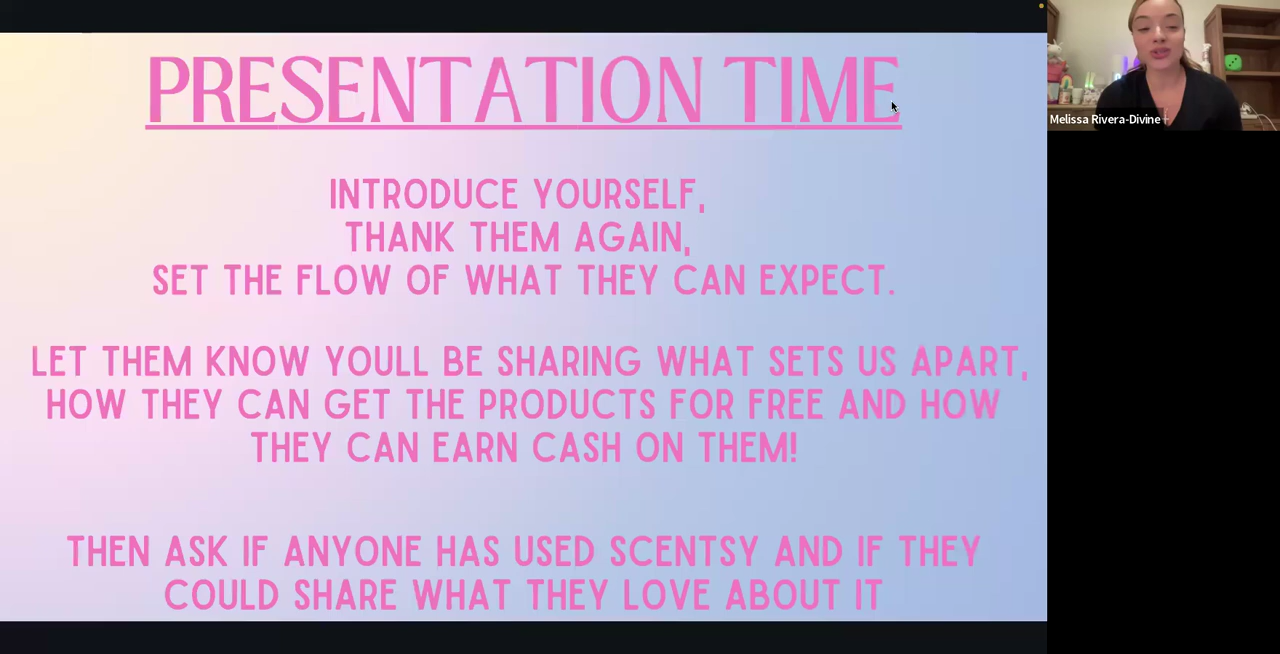 PRESENTATION TIME
INTRODUCE YOURSELF,
THANK THEM AGAIN,
SET THE FLOW OF WHAT THEY CAN EXPECT.
LET THEM KNOW YOULL BE SHARING WHAT SETS US APART,
HOW THEY CAN GET THE PRODUCTS FOR FREE AND HOW
THEY CAN EARN CASH ON THEM!
THEN ASK IF ANYONE HAS USED SCENTSY AND IF THEY
COULD SHARE WHAT THEY LOVE ABOUT IT
Melissa Rivera-Divine